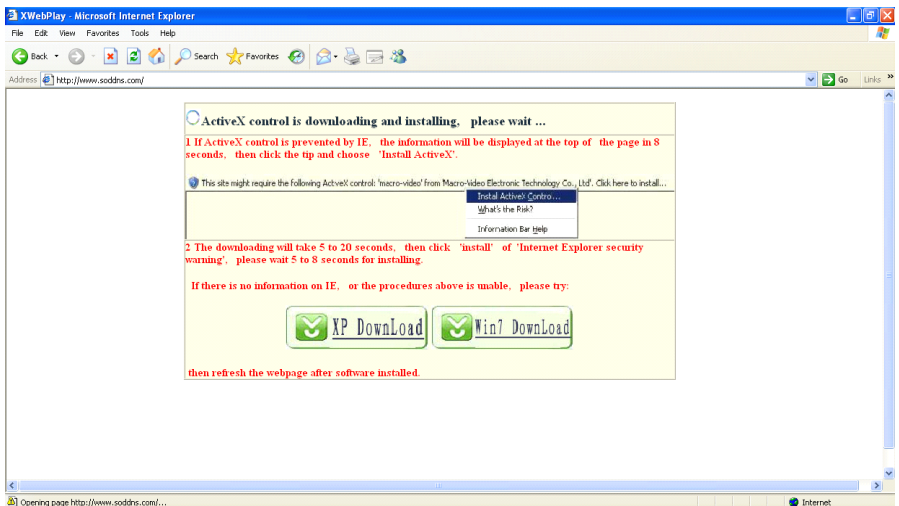 XWebPlay - Microsoft Internet Explorer
File Edit View Favorites Tools Help
Back Search Favorites
Address http://www.soddns.com/ Go Links »
ActiveX control is downloading and installing, please wait ...
1 If ActiveX control is prevented by IE, the information will be displayed at the top of the page in 8
seconds, then click the tip and choose 'Install ActiveX'.
This site might require the following ActiveX control: 'macro-video' from 'Macro-Video Electronic Technology Co., Ltd'. Click here to install...
Install ActiveX Control...
What's the Risk?
Information Bar Help
2 The downloading will take 5 to 20 seconds, then click 'install' of 'Internet Explorer security
warning', please wait 5 to 8 seconds for installing.
If there is no information on IE, or the procedures above is unable, please try:
XP DownLoad Win7 DownLoad
then refresh the webpage after software installed.
Opening page http://www.soddns.com/... Internet